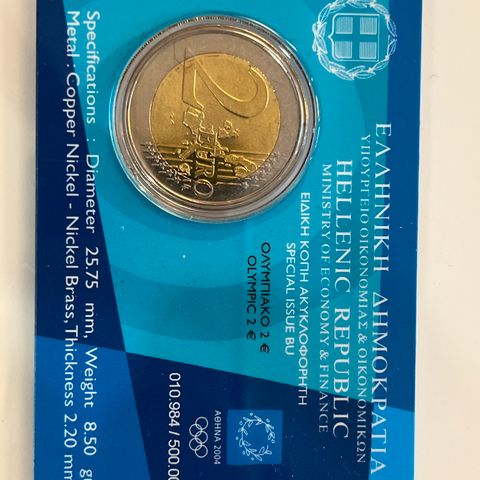 ΕΛΛΗΝΙΚΗ ΔΗΜΟΚΡΑΤΙΑ
ΥΠΟΥΡΓΕΙΟ ΟΙΚΟΝΟΜΙΑΣ & ΟΙΚΟΝΟΜΙΚΩΝ
HELLENIC REPUBLIC
MINISTRY OF ECONOMY & FINANCE
ΕΙΔΙΚΗ ΚΟΠΗ ΑΚΥΚΛΟΦΟΡΗΤΗ
SPECIAL ISSUE BU
ΟΛΥΜΠΙΑΚΟ 2 €
OLYMPIC 2 €
2 EURO
ΑΘΗΝΑ 2004
010.984 / 500.00
Specifications : Diameter 25,75 mm, Weight 8.50 g
Metal : Copper Nickel - Nickel Brass, Thickness 2.20 mm